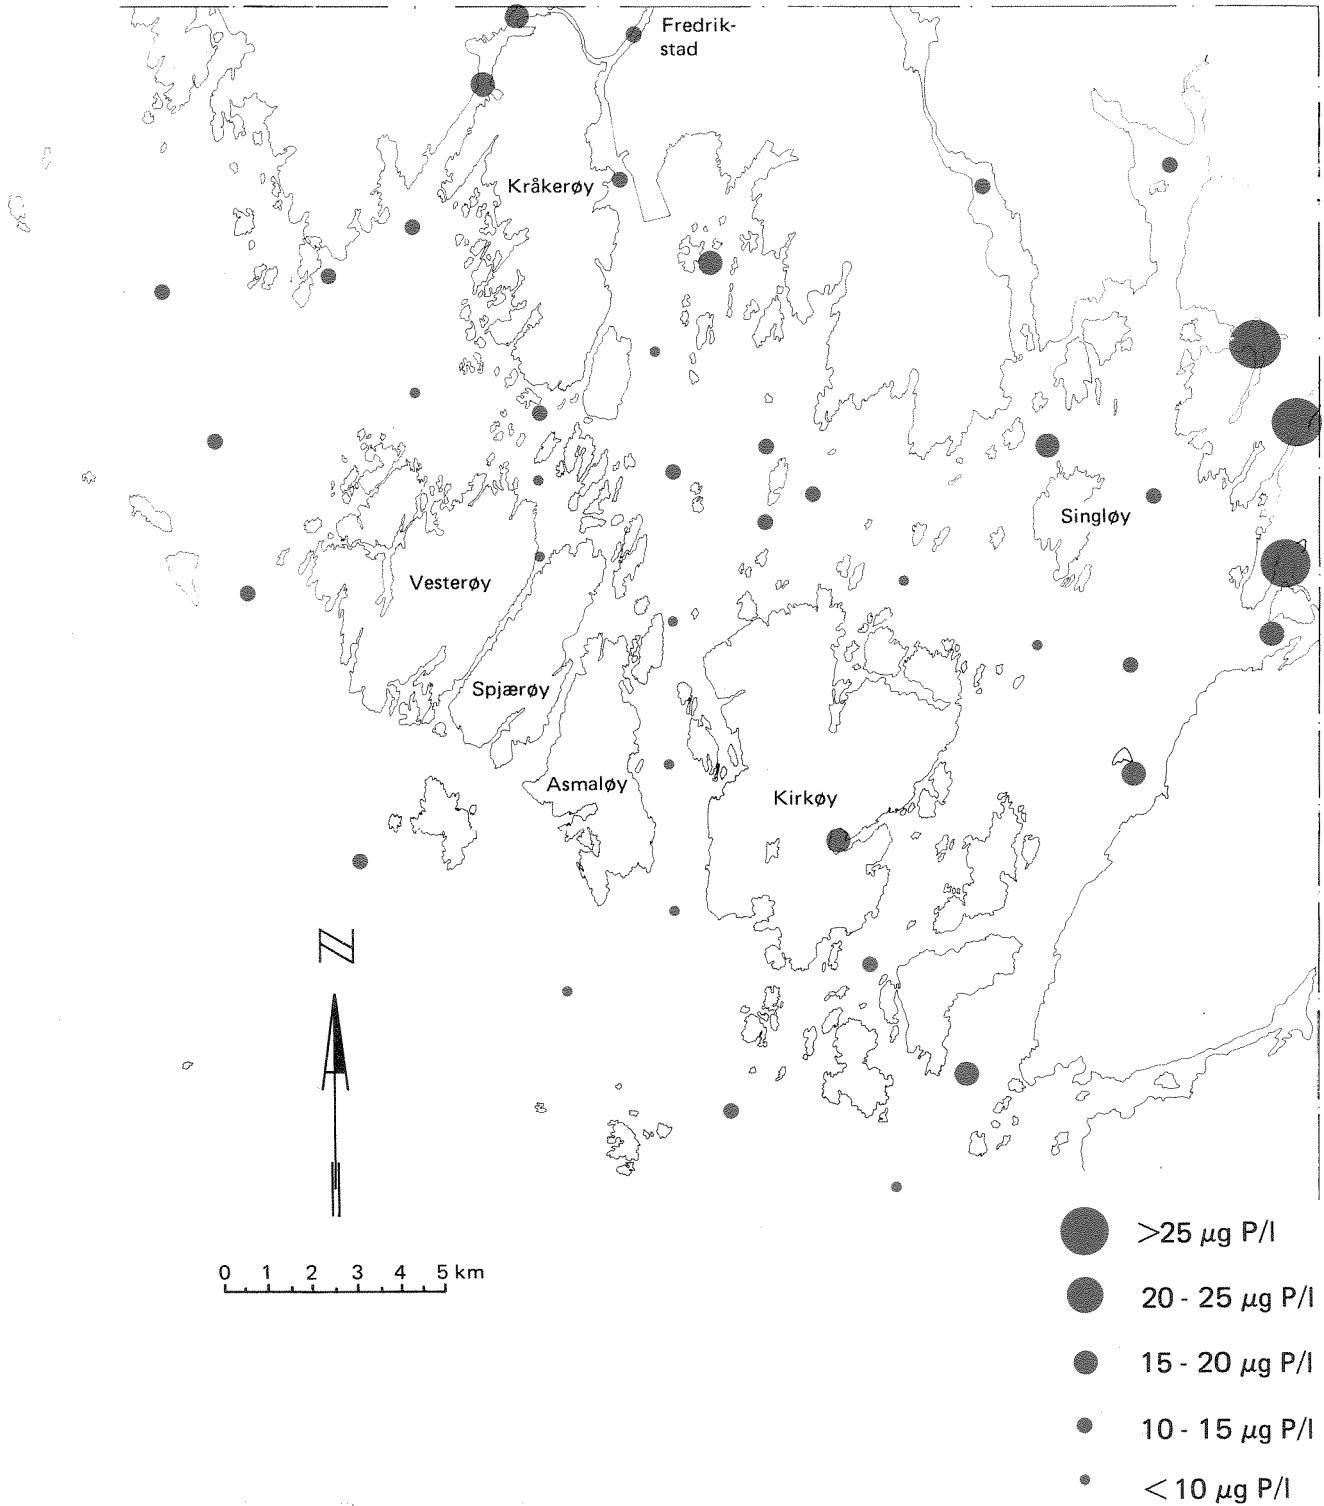 Fredrik-
stad
Kråkerøy
Singløy
Vesterøy
Spjærøy
Asmaløy
Kirkøy
N
0 1 2 3 4 5 km
>25 µg P/l
20 - 25 µg P/l
15 - 20 µg P/l
10 - 15 µg P/l
<10 µg P/l